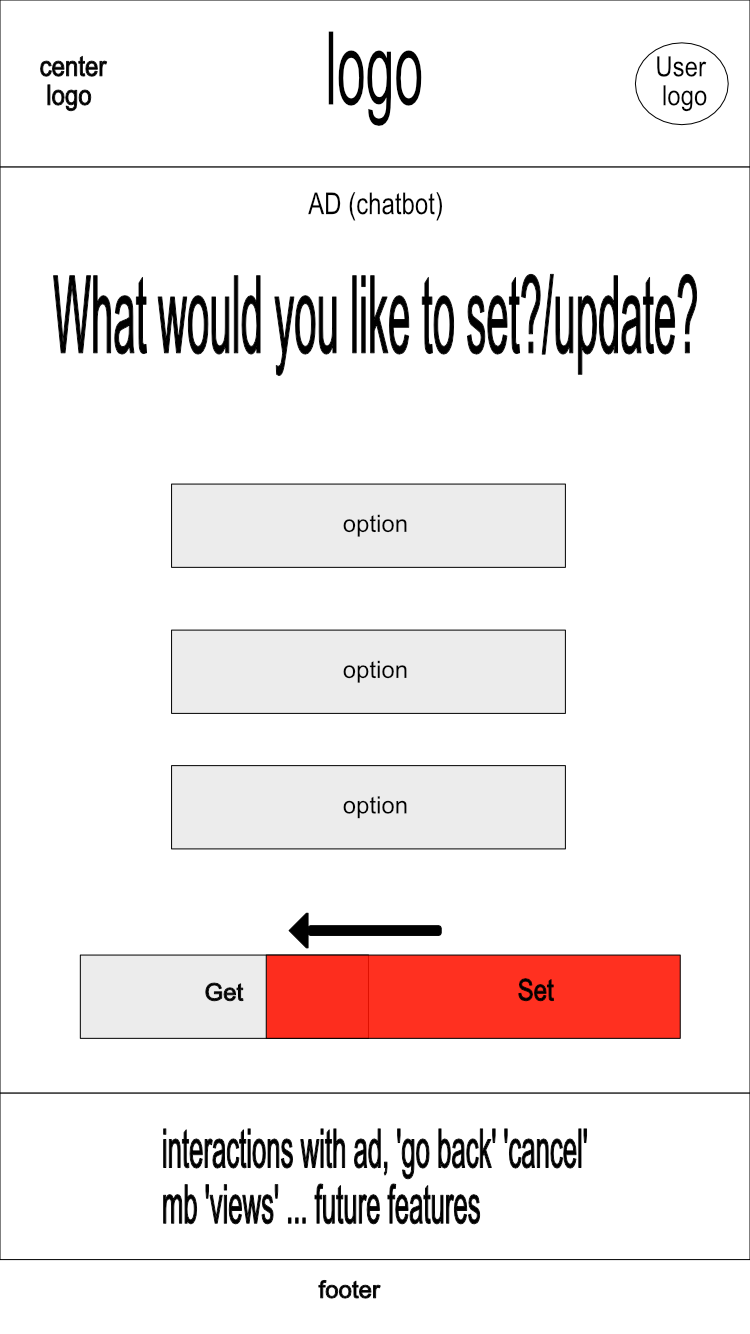 center
logo
logo
User
logo
AD (chatbot)
What would you like to set?/update?
option
option
option
Get
Set
interactions with ad, 'go back' 'cancel'
mb 'views' ... future features
footer